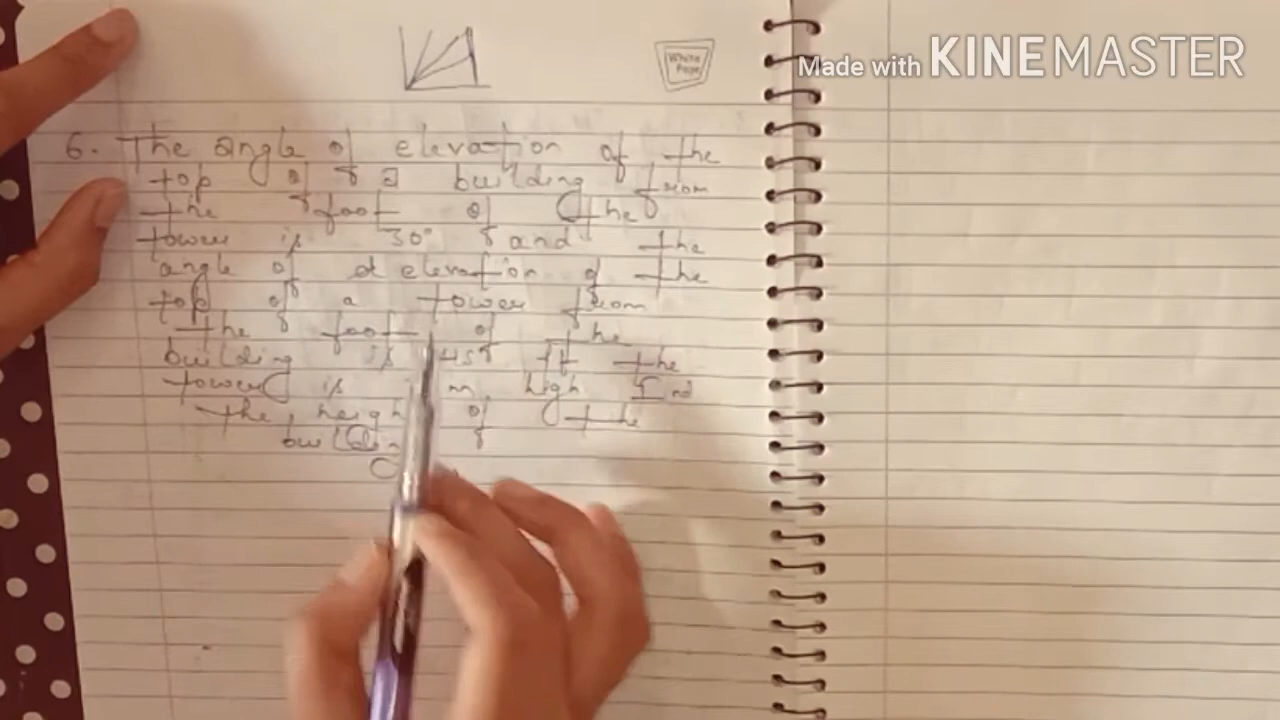 White
Page
Made with KINEMASTER
6. The angle of elevation of the
top of a building from
the foot of the
tower is 30° and the
angle of elevation of the
top of a tower from
the foot of the
building is 45° If the
tower is m high
the height of the
building